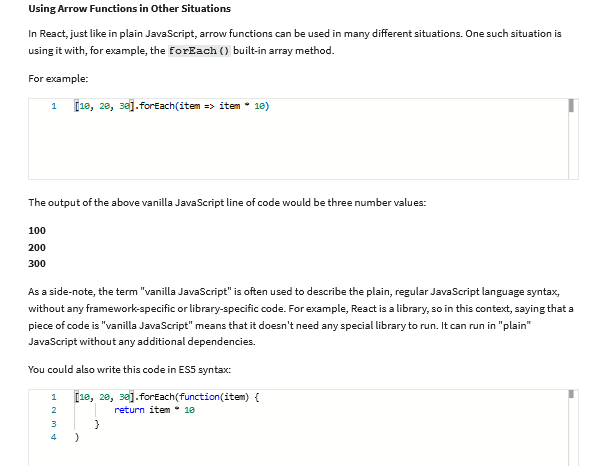 Using Arrow Functions in Other Situations
In React, just like in plain JavaScript, arrow functions can be used in many different situations. One such situation is
using it with, for example, the forEach() built-in array method.
For example:
1 [10, 20, 30].forEach(item => item * 10)
The output of the above vanilla JavaScript line of code would be three number values:
100
200
300
As a side-note, the term "vanilla JavaScript" is often used to describe the plain, regular JavaScript language syntax,
without any framework-specific or library-specific code. For example, React is a library, so in this context, saying that a
piece of code is "vanilla JavaScript" means that it doesn't need any special library to run. It can run in "plain"
JavaScript without any additional dependencies.
You could also write this code in ES5 syntax:
1 [10, 20, 30].forEach(function(item) {
2 return item * 10
3 }
4 )